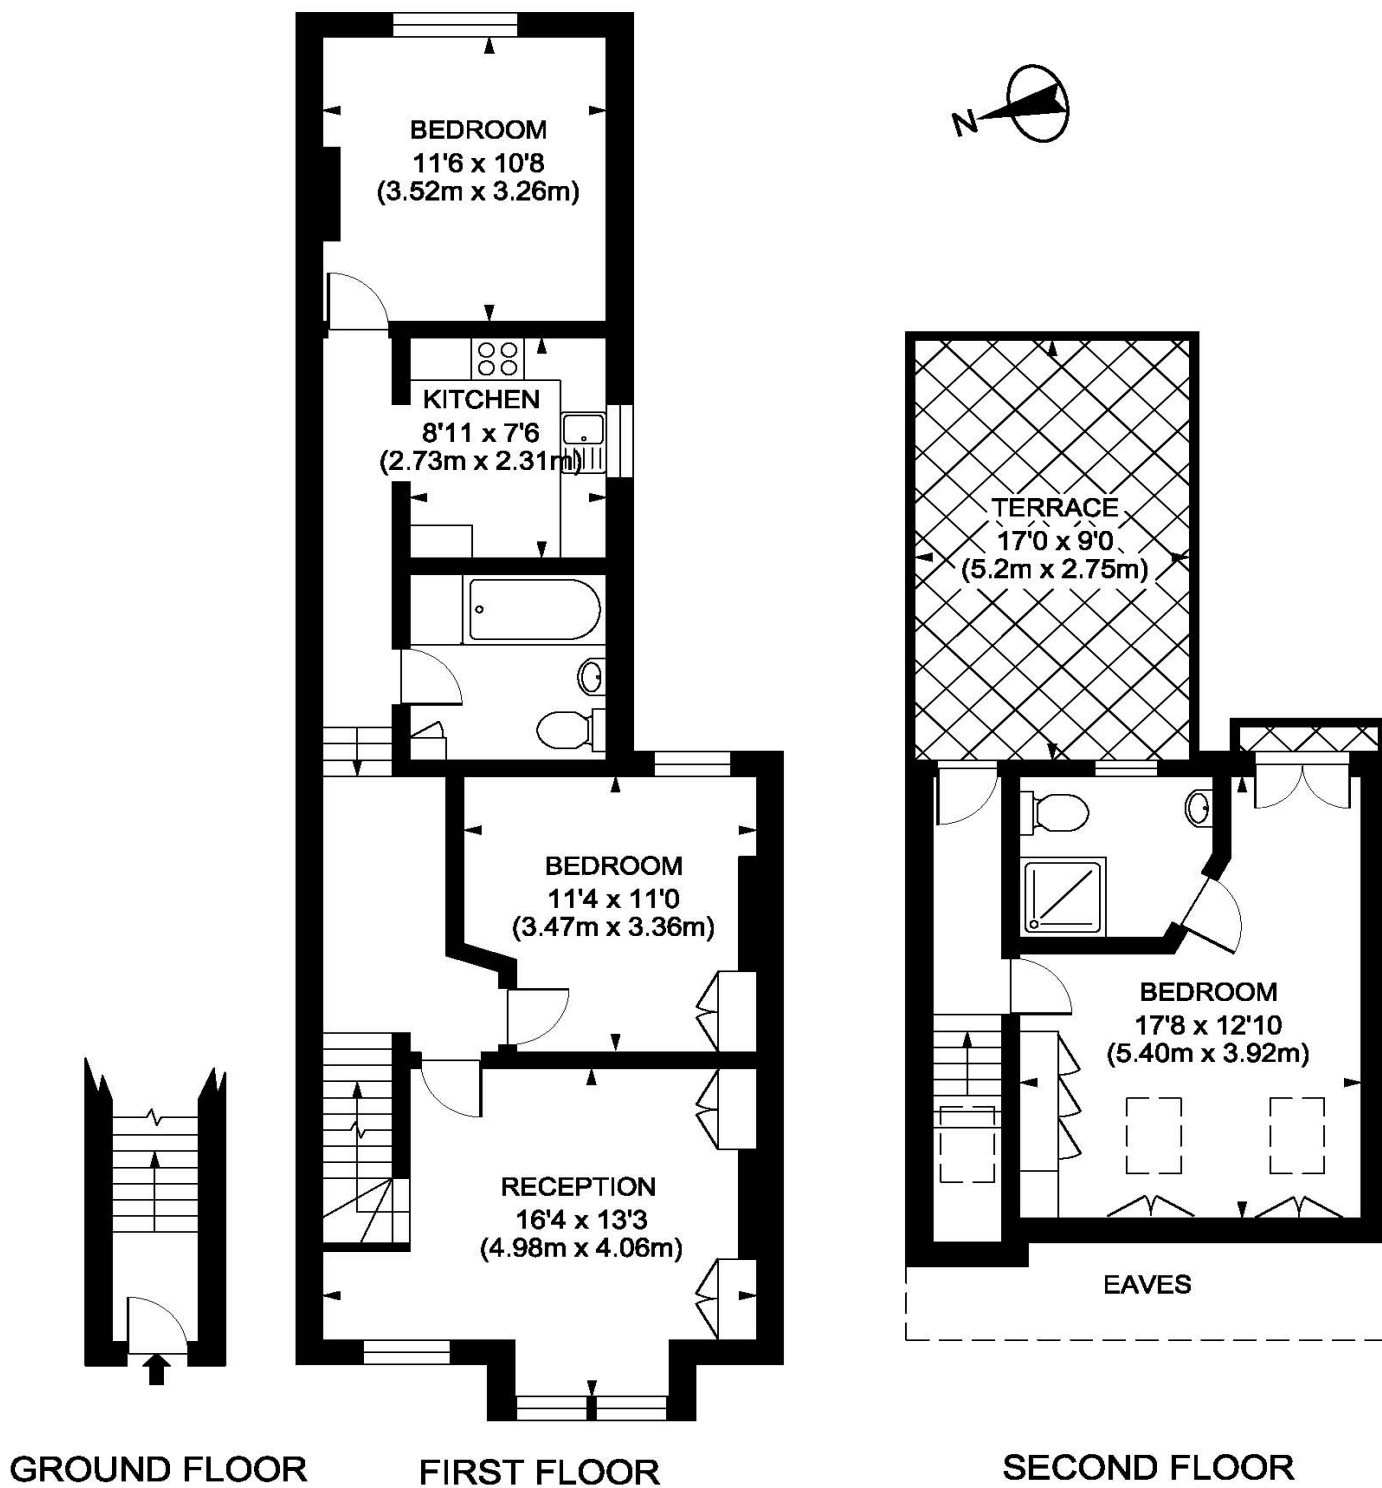 BEDROOM
11'6 x 10'8
(3.52m x 3.26m)
N
KITCHEN
8'11 x 7'6
(2.73m x 2.31m)
TERRACE
17'0 x 9'0
(5.2m x 2.75m)
BEDROOM
11'4 x 11'0
(3.47m x 3.36m)
BEDROOM
17'8 x 12'10
(5.40m x 3.92m)
RECEPTION
16'4 x 13'3
(4.98m x 4.06m)
EAVES
GROUND FLOOR
FIRST FLOOR
SECOND FLOOR